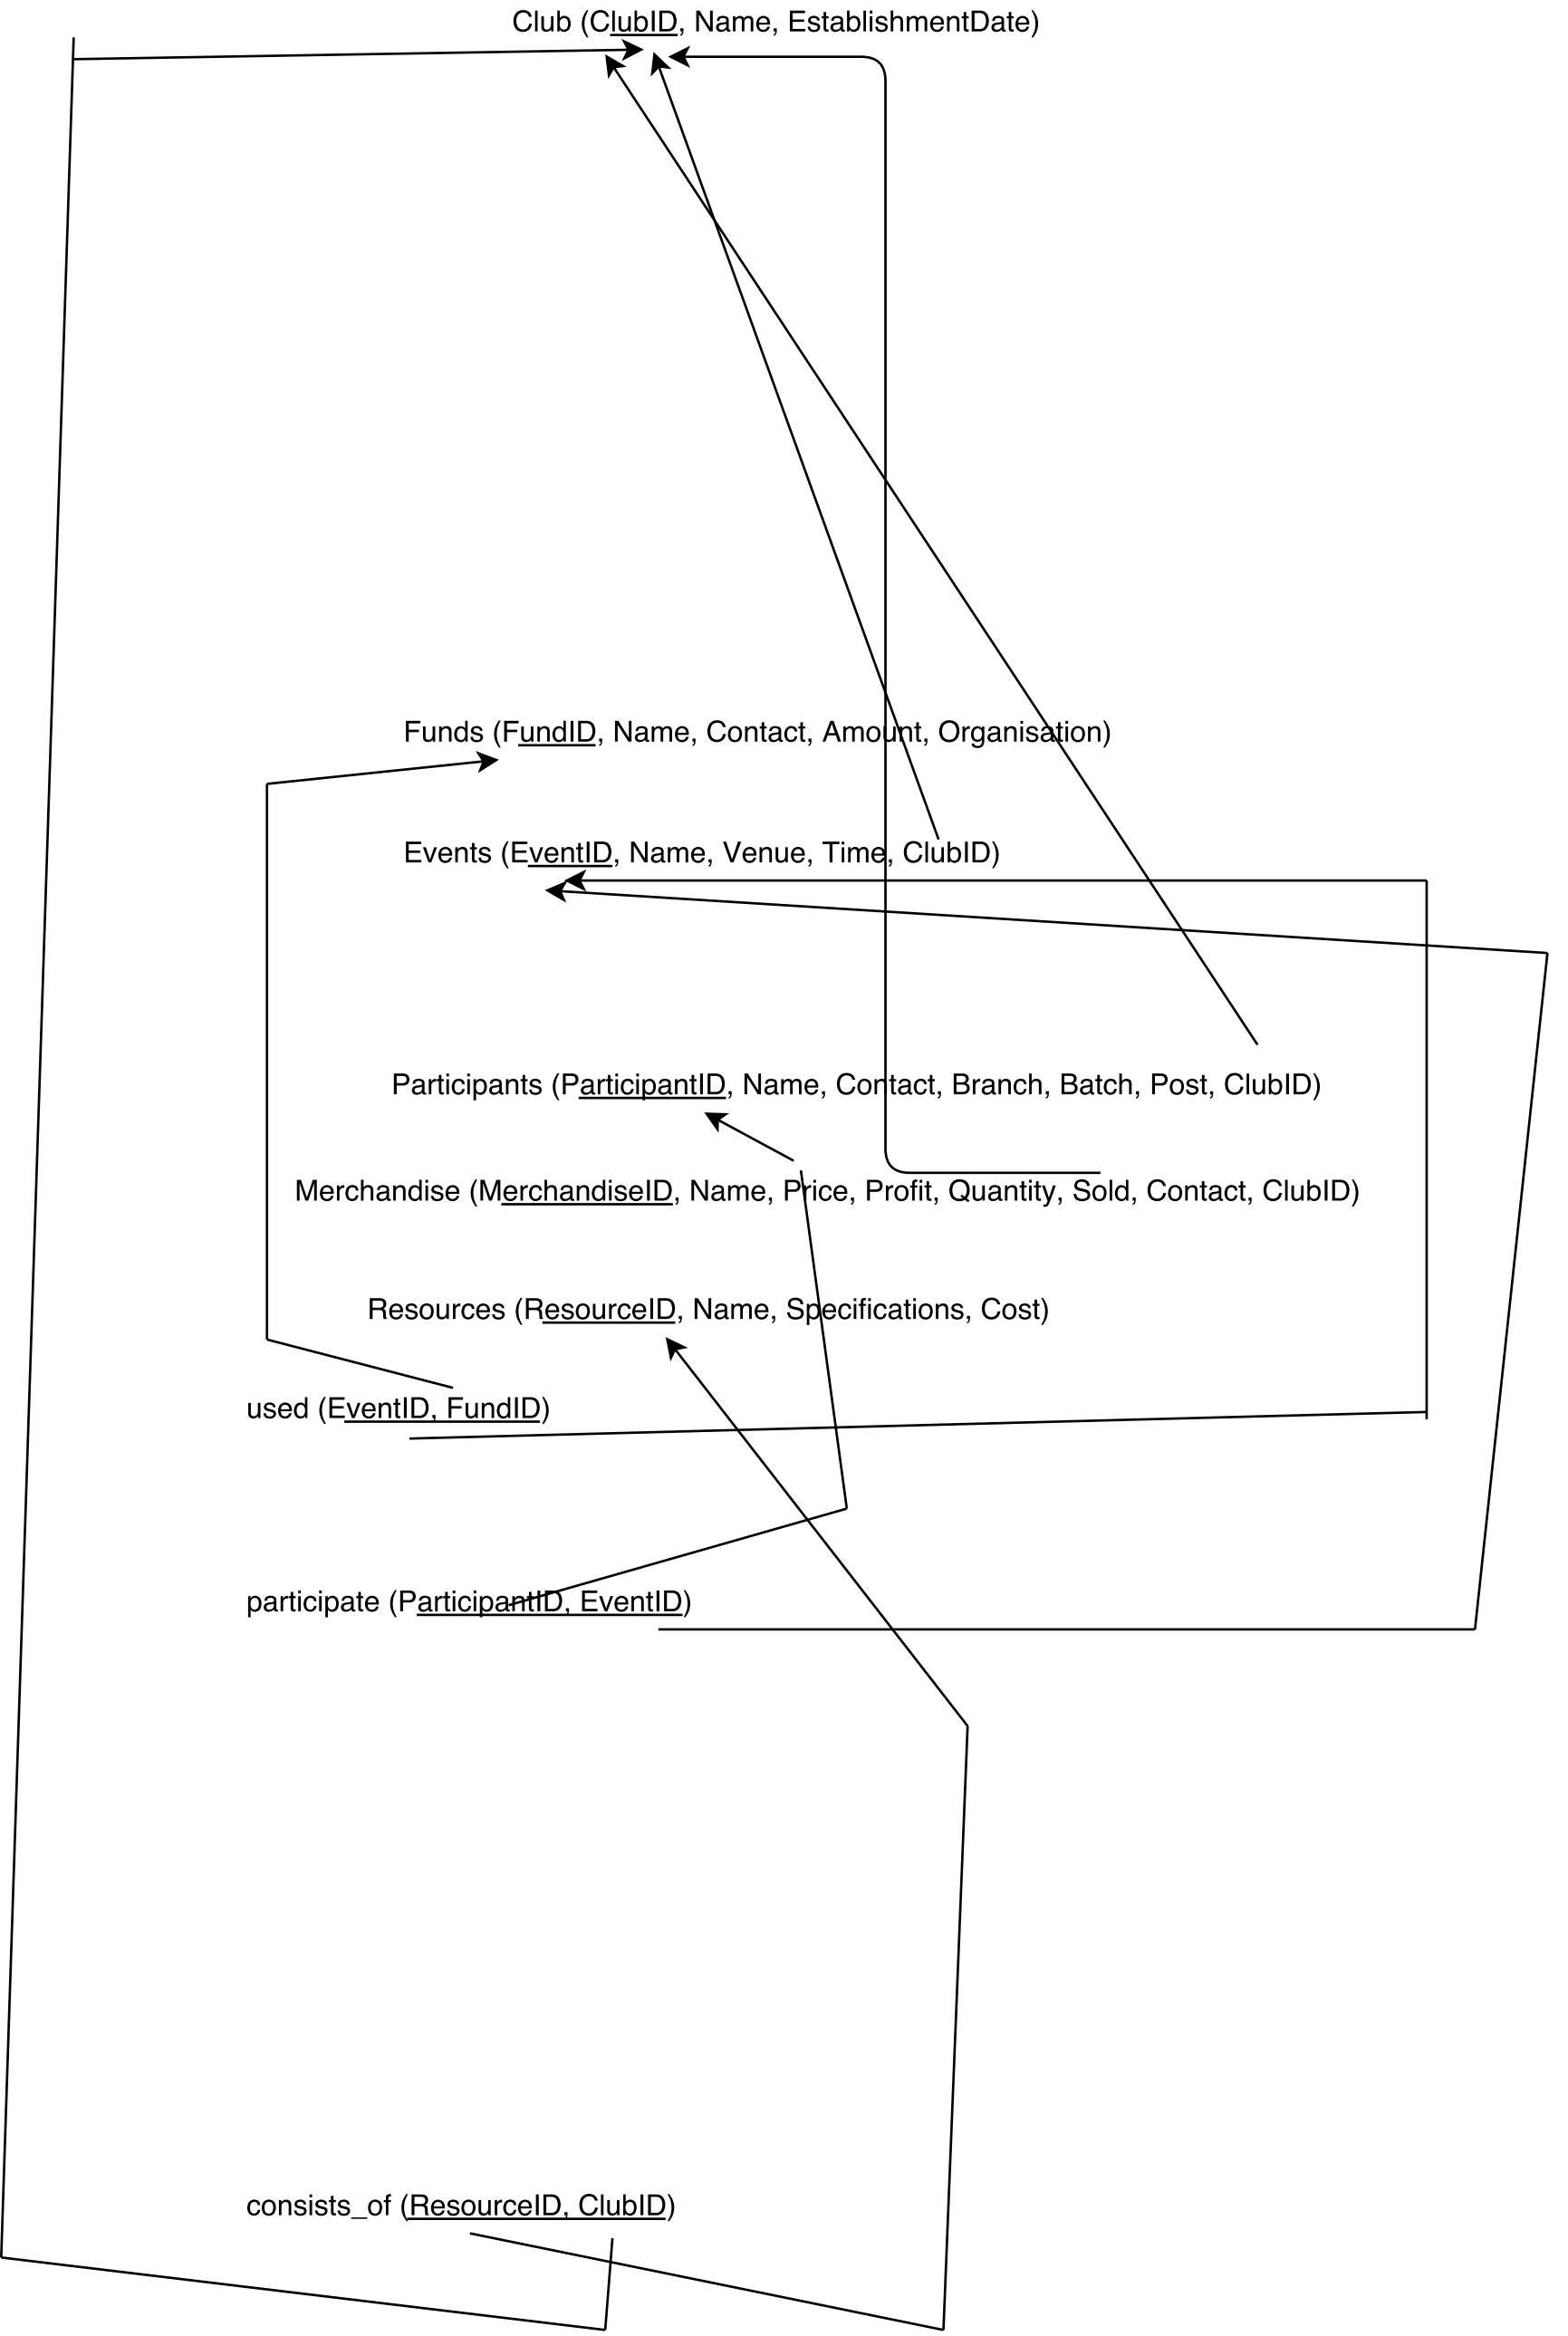 Club (ClubID, Name, EstablishmentDate)
Funds (FundID, Name, Contact, Amount, Organisation)
Events (EventID, Name, Venue, Time, ClubID)
Participants (ParticipantID, Name, Contact, Branch, Batch, Post, ClubID)
Merchandise (MerchandiseID, Name, Price, Profit, Quantity, Sold, Contact, ClubID)
Resources (ResourceID, Name, Specifications, Cost)
used (EventID, FundID)
participate (ParticipantID, EventID)
consists_of (ResourceID, ClubID)